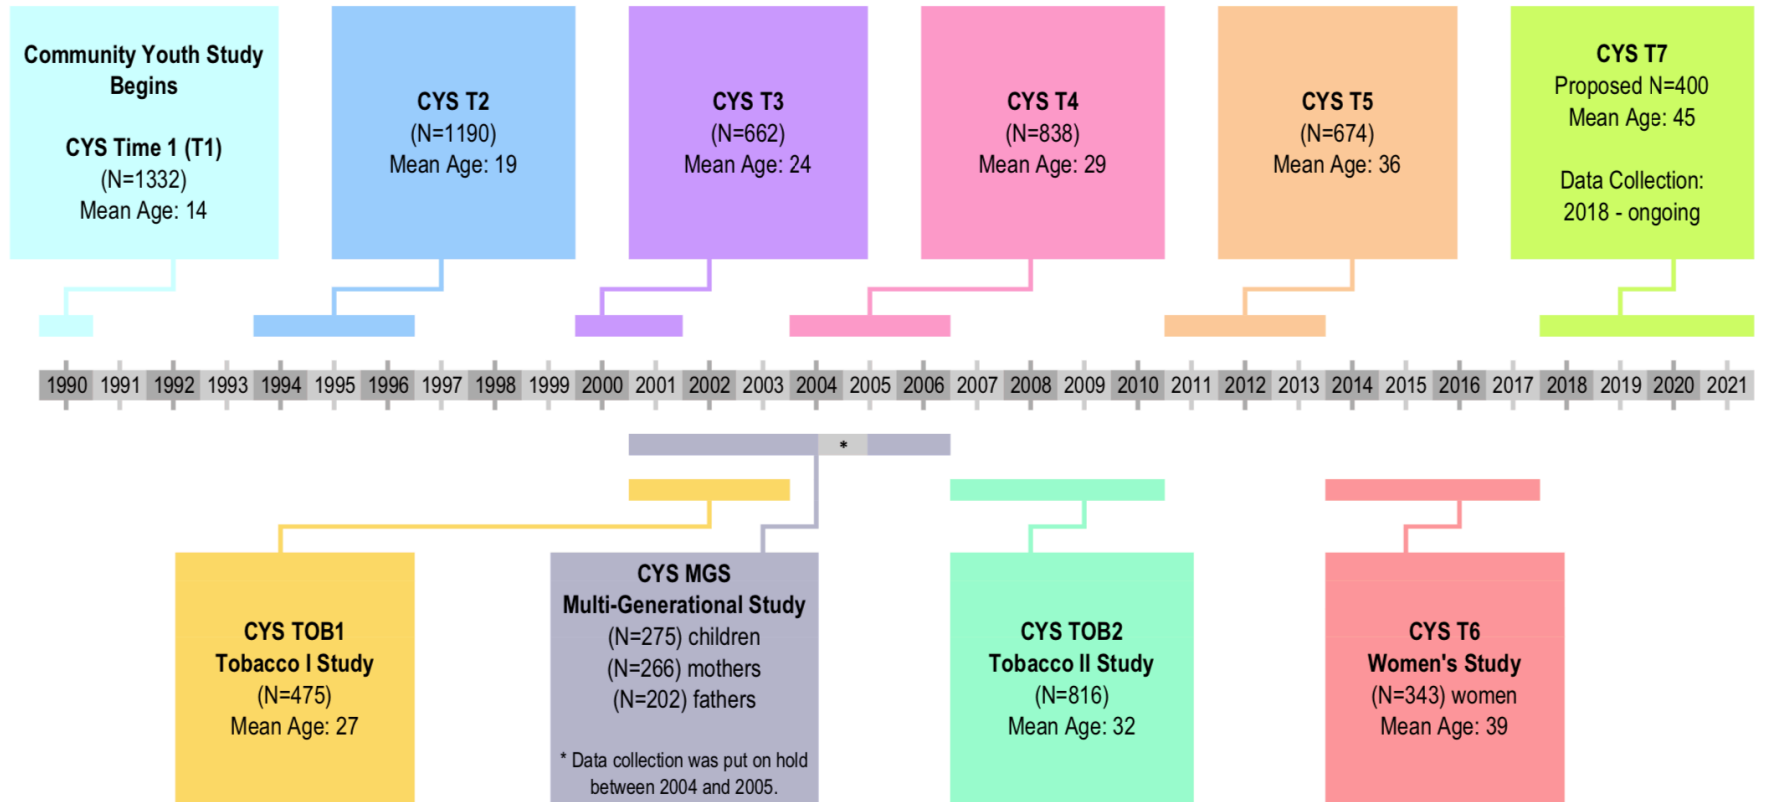 Community Youth Study
Begins
CYS Time 1 (T1)
(N=1332)
Mean Age: 14
CYS T2
(N=1190)
Mean Age: 19
CYS T3
(N=662)
Mean Age: 24
CYS T4
(N=838)
Mean Age: 29
CYS T5
(N=674)
Mean Age: 36
CYS T7
Proposed N=400
Mean Age: 45
Data Collection:
2018 - ongoing
1990 1991 1992 1993 1994 1995 1996 1997 1998 1999 2000 2001 2002 2003 2004 2005 2006 2007 2008 2009 2010 2011 2012 2013 2014 2015 2016 2017 2018 2019 2020 2021
*
CYS TOB1
Tobacco I Study
(N=475)
Mean Age: 27
CYS MGS
Multi-Generational Study
(N=275) children
(N=266) mothers
(N=202) fathers
* Data collection was put on hold
between 2004 and 2005.
CYS TOB2
Tobacco II Study
(N=816)
Mean Age: 32
CYS T6
Women's Study
(N=343) women
Mean Age: 39